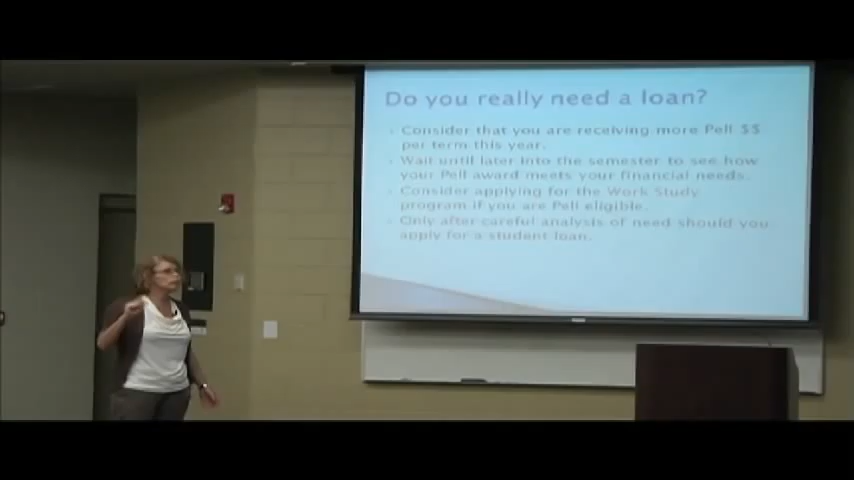 Do you really need a loan?
Consider that you are receiving more Pell $$
per term this year.
Wait until later into the semester to see how
your Pell award meets your financial needs.
Consider applying for the Work Study
program if you are Pell eligible.
Only after careful analysis of need should you
apply for a student loan.